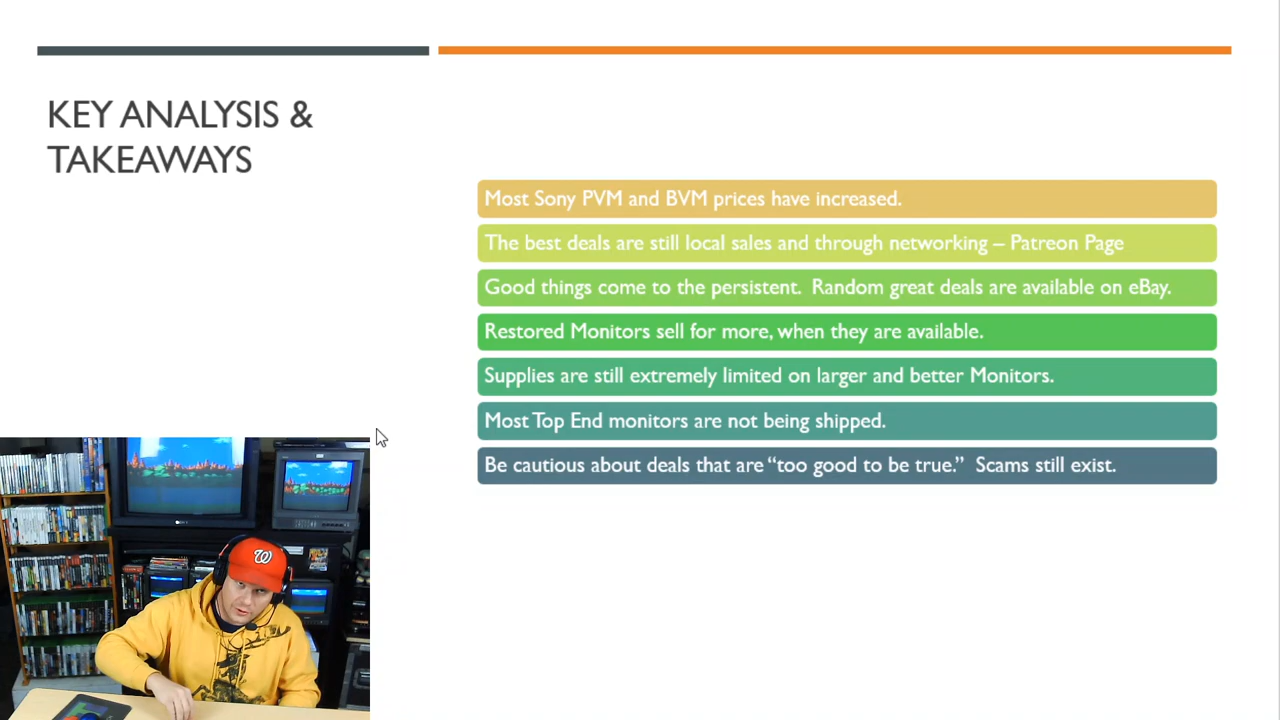 KEY ANALYSIS &
TAKEAWAYS
Most Sony PVM and BVM prices have increased.
The best deals are still local sales and through networking – Patreon Page
Good things come to the persistent.  Random great deals are available on eBay.
Restored Monitors sell for more, when they are available.
Supplies are still extremely limited on larger and better Monitors.
Most Top End monitors are not being shipped.
Be cautious about deals that are “too good to be true.”  Scams still exist.
W